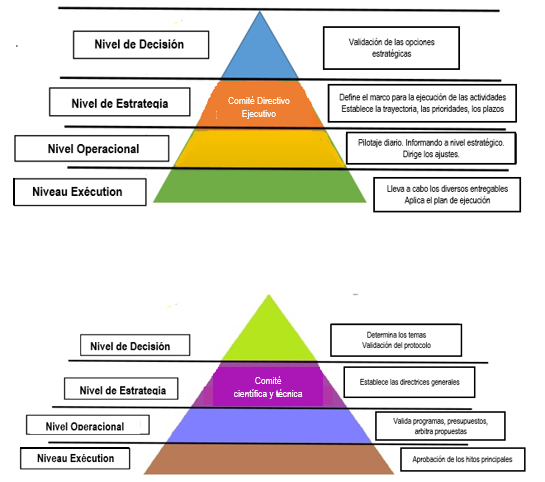 Nivel de Decisión
Validación de las opciones
estratégicas
Nivel de Estrategia
Comité Directivo
Ejecutivo
Define el marco para la ejecución de las actividades
Establece la trayectoria, las prioridades, los plazos
Nivel Operacional
Pilotaje diario. Informando a nivel estratégico.
Dirige los ajustes.
Niveau Exécution
Lleva a cabo los diversos entregables
Aplica el plan de ejecución
Nivel de Decisión
Determina los temas
Validación del protocolo
Nivel de Estrategia
Comité
científica y técnica
Establece las directrices generales
Nivel Operacional
Valida programas, presupuestos,
arbitra propuestas
Niveau Exécution
Aprobación de los hitos principales